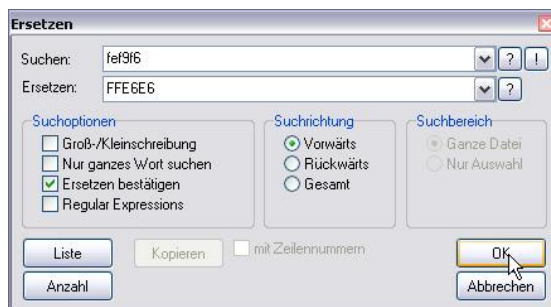 Ersetzen
Suchen: fef9f6 ? !
Ersetzen: FFE6E6 ?
Suchoptionen
Groß-/Kleinschreibung
Nur ganzes Wort suchen
Ersetzen bestätigen
Regular Expressions
Suchrichtung
Vorwärts
Rückwärts
Gesamt
Suchbereich
Ganze Datei
Nur Auswahl
Liste
Kopieren
mit Zeilennummern
OK
Anzahl
Abbrechen